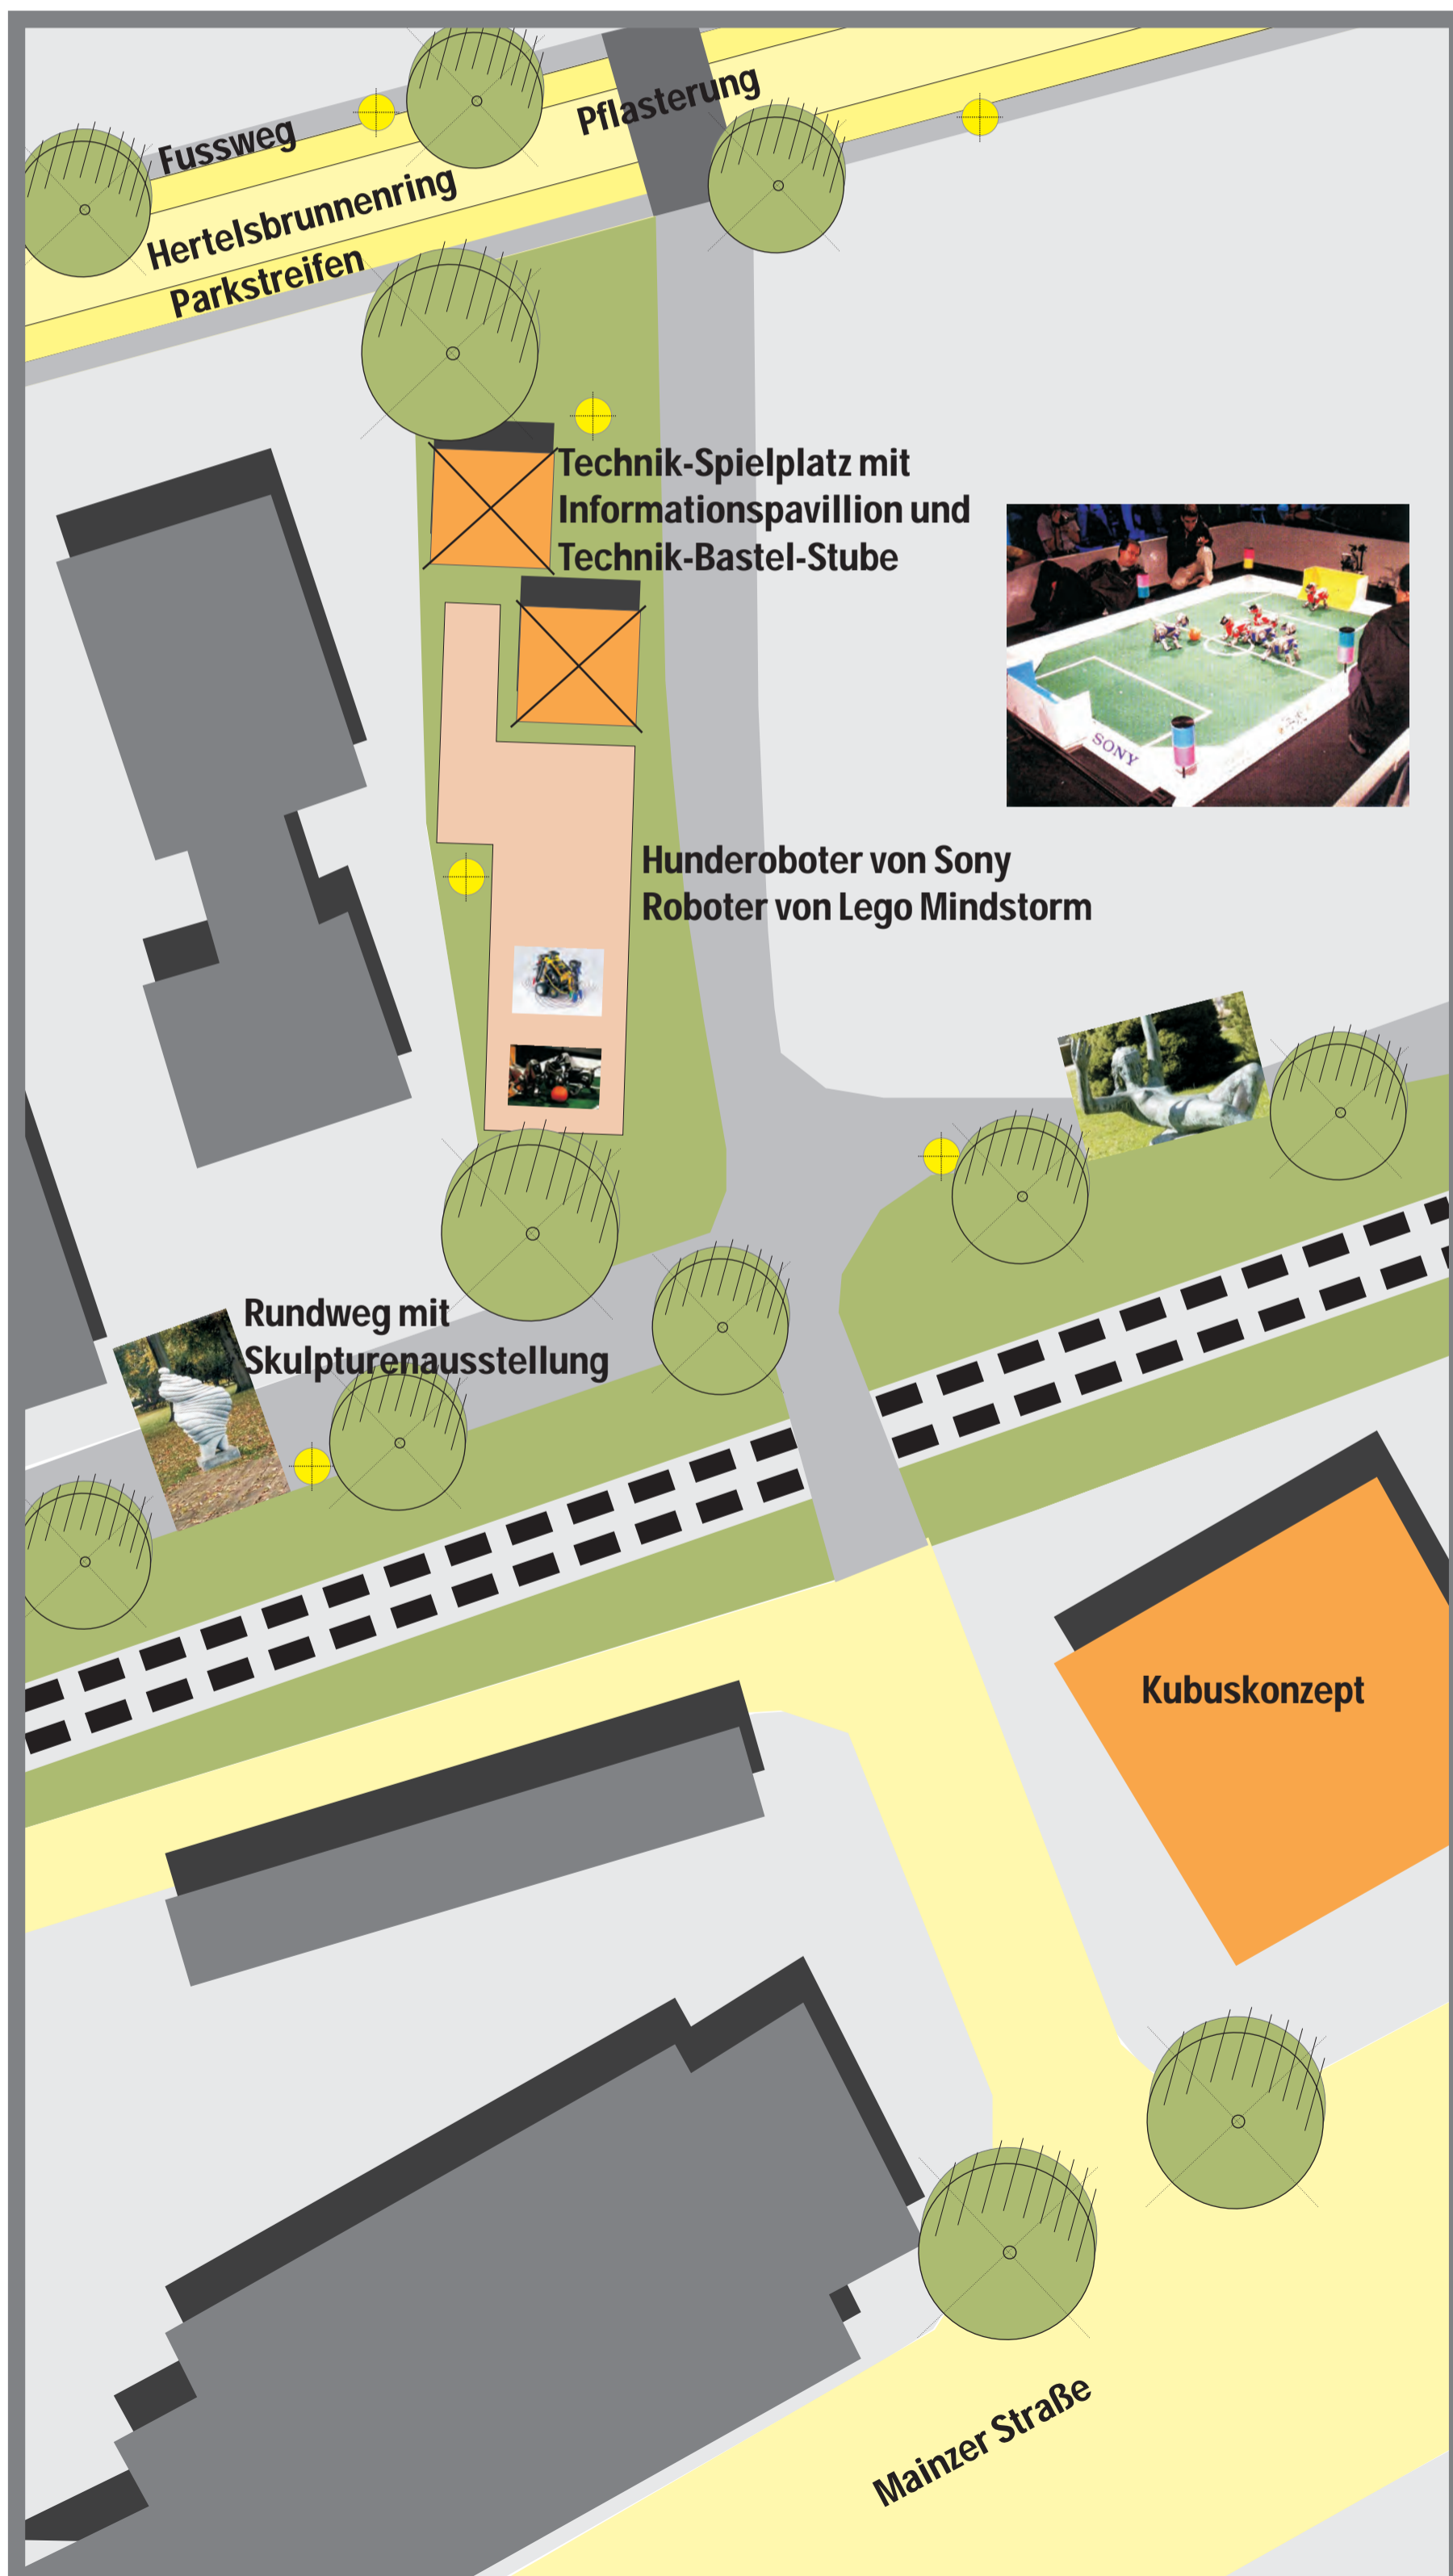 Pflasterung
Fussweg
Hertelsbrunnenring
Parkstreifen
Technik-Spielplatz mit
Informationspavillion und
Technik-Bastel-Stube
SONY
Hunderoboter von Sony
Roboter von Lego Mindstorm
Rundweg mit
Skulpturenausstellung
Kubuskonzept
Mainzer Straße